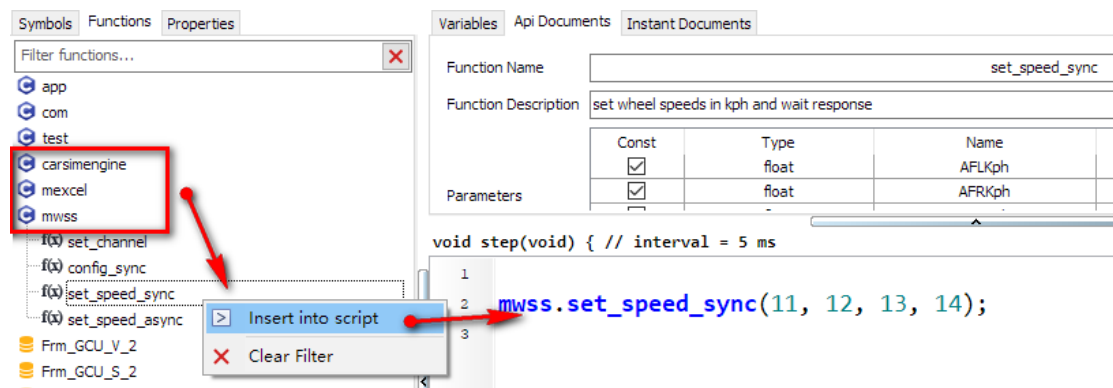 Symbols Functions Properties
Filter functions...
app
com
test
carsimengine
mexcel
mwss
f(x) set_channel
f(x) config_sync
f(x) set_speed_sync
f(x) set_speed_async
Frm_GCU_V_2
Frm_GCU_S_2
Insert into script
Clear Filter
Variables Api Documents Instant Documents
Function Name set_speed_sync
Function Description set wheel speeds in kph and wait response
Const Type Name
float AFLKph
Parameters float AFRKph
void step(void) { // interval = 5 ms
1
2 mwss.set_speed_sync(11, 12, 13, 14);
3